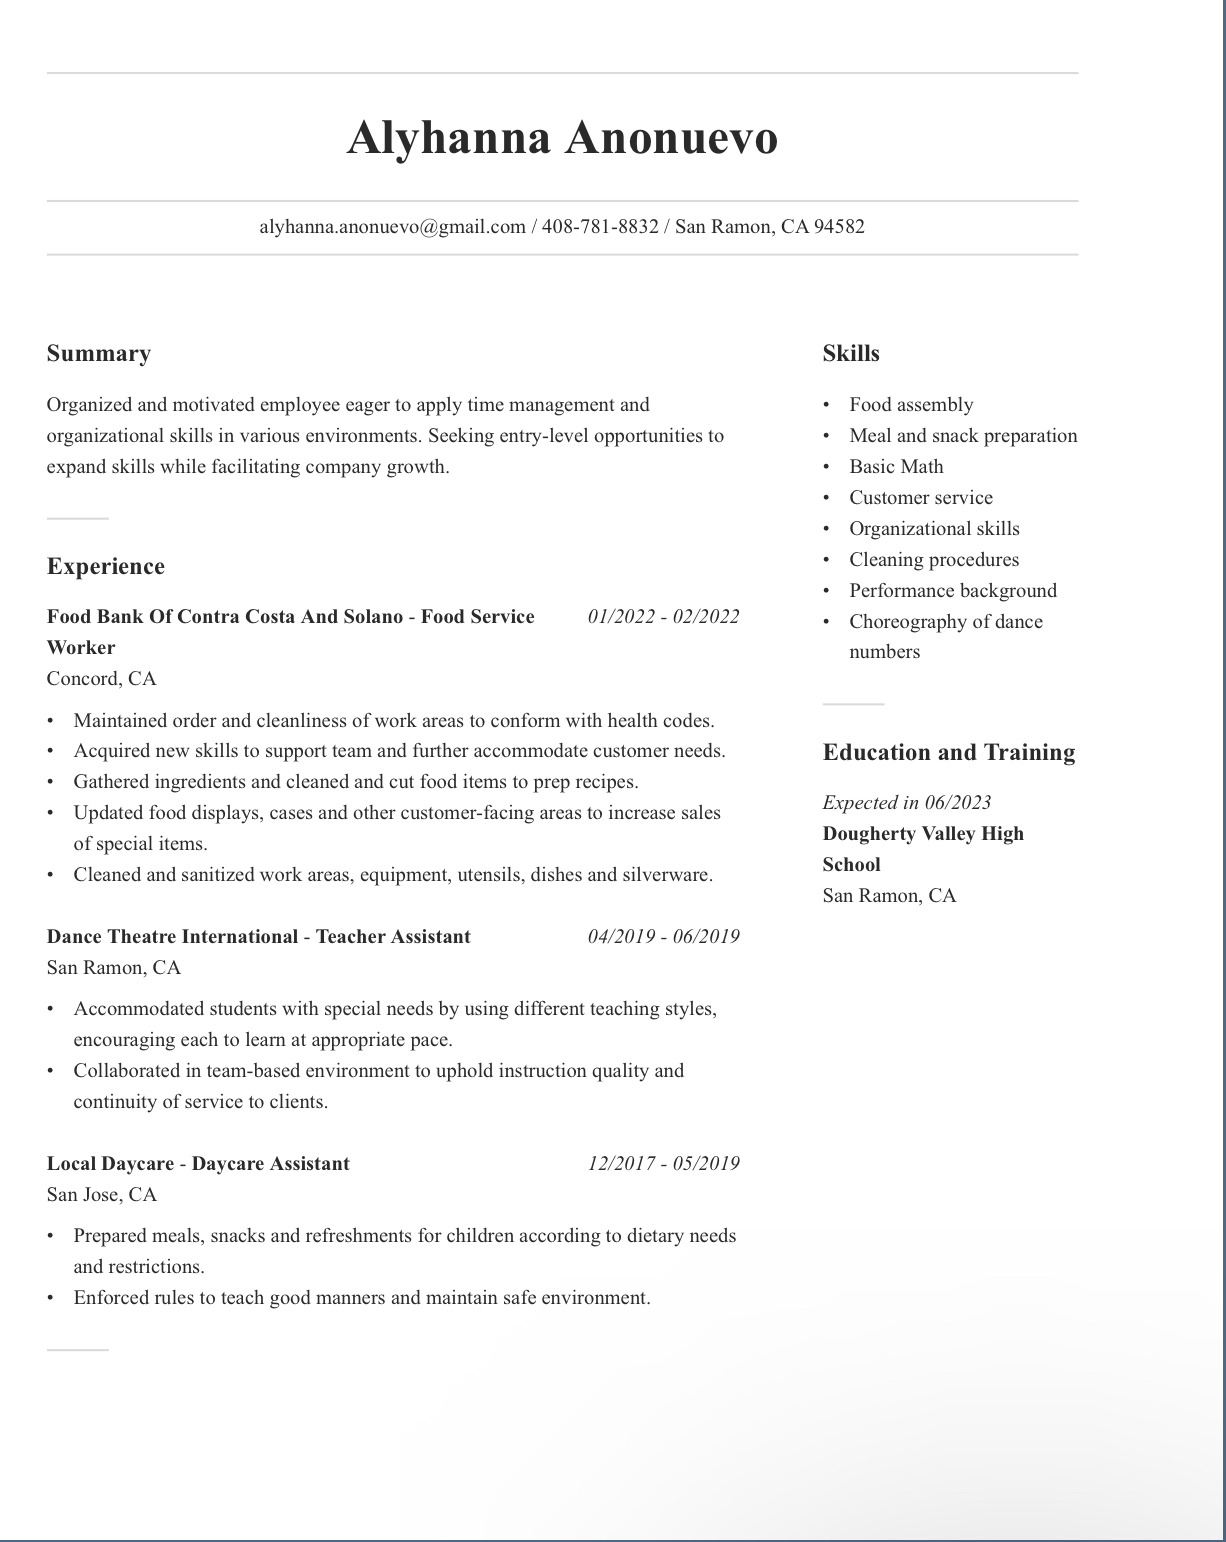 Alyhanna Anonuevo
alyhanna.anonuevo@gmail.com / 408-781-8832 / San Ramon, CA 94582
Summary
Organized and motivated employee eager to apply time management and
organizational skills in various environments. Seeking entry-level opportunities to
expand skills while facilitating company growth.
Experience
Food Bank Of Contra Costa And Solano - Food Service
Worker
01/2022 - 02/2022
Concord, CA
• Maintained order and cleanliness of work areas to conform with health codes.
• Acquired new skills to support team and further accommodate customer needs.
• Gathered ingredients and cleaned and cut food items to prep recipes.
• Updated food displays, cases and other customer-facing areas to increase sales
of special items.
• Cleaned and sanitized work areas, equipment, utensils, dishes and silverware.
Dance Theatre International - Teacher Assistant
04/2019 - 06/2019
San Ramon, CA
• Accommodated students with special needs by using different teaching styles,
encouraging each to learn at appropriate pace.
• Collaborated in team-based environment to uphold instruction quality and
continuity of service to clients.
Local Daycare - Daycare Assistant
12/2017 - 05/2019
San Jose, CA
• Prepared meals, snacks and refreshments for children according to dietary needs
and restrictions.
• Enforced rules to teach good manners and maintain safe environment.
Skills
• Food assembly
• Meal and snack preparation
• Basic Math
• Customer service
• Organizational skills
• Cleaning procedures
• Performance background
• Choreography of dance
numbers
Education and Training
Expected in 06/2023
Dougherty Valley High
School
San Ramon, CA